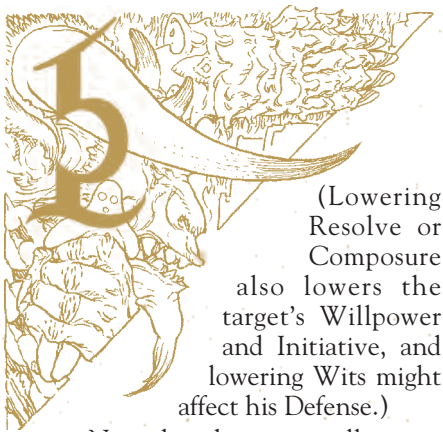 (Lowering
Resolve or
Composure
also lowers the
target's Willpower
and Initiative, and
lowering Wits might
affect his Defense.)